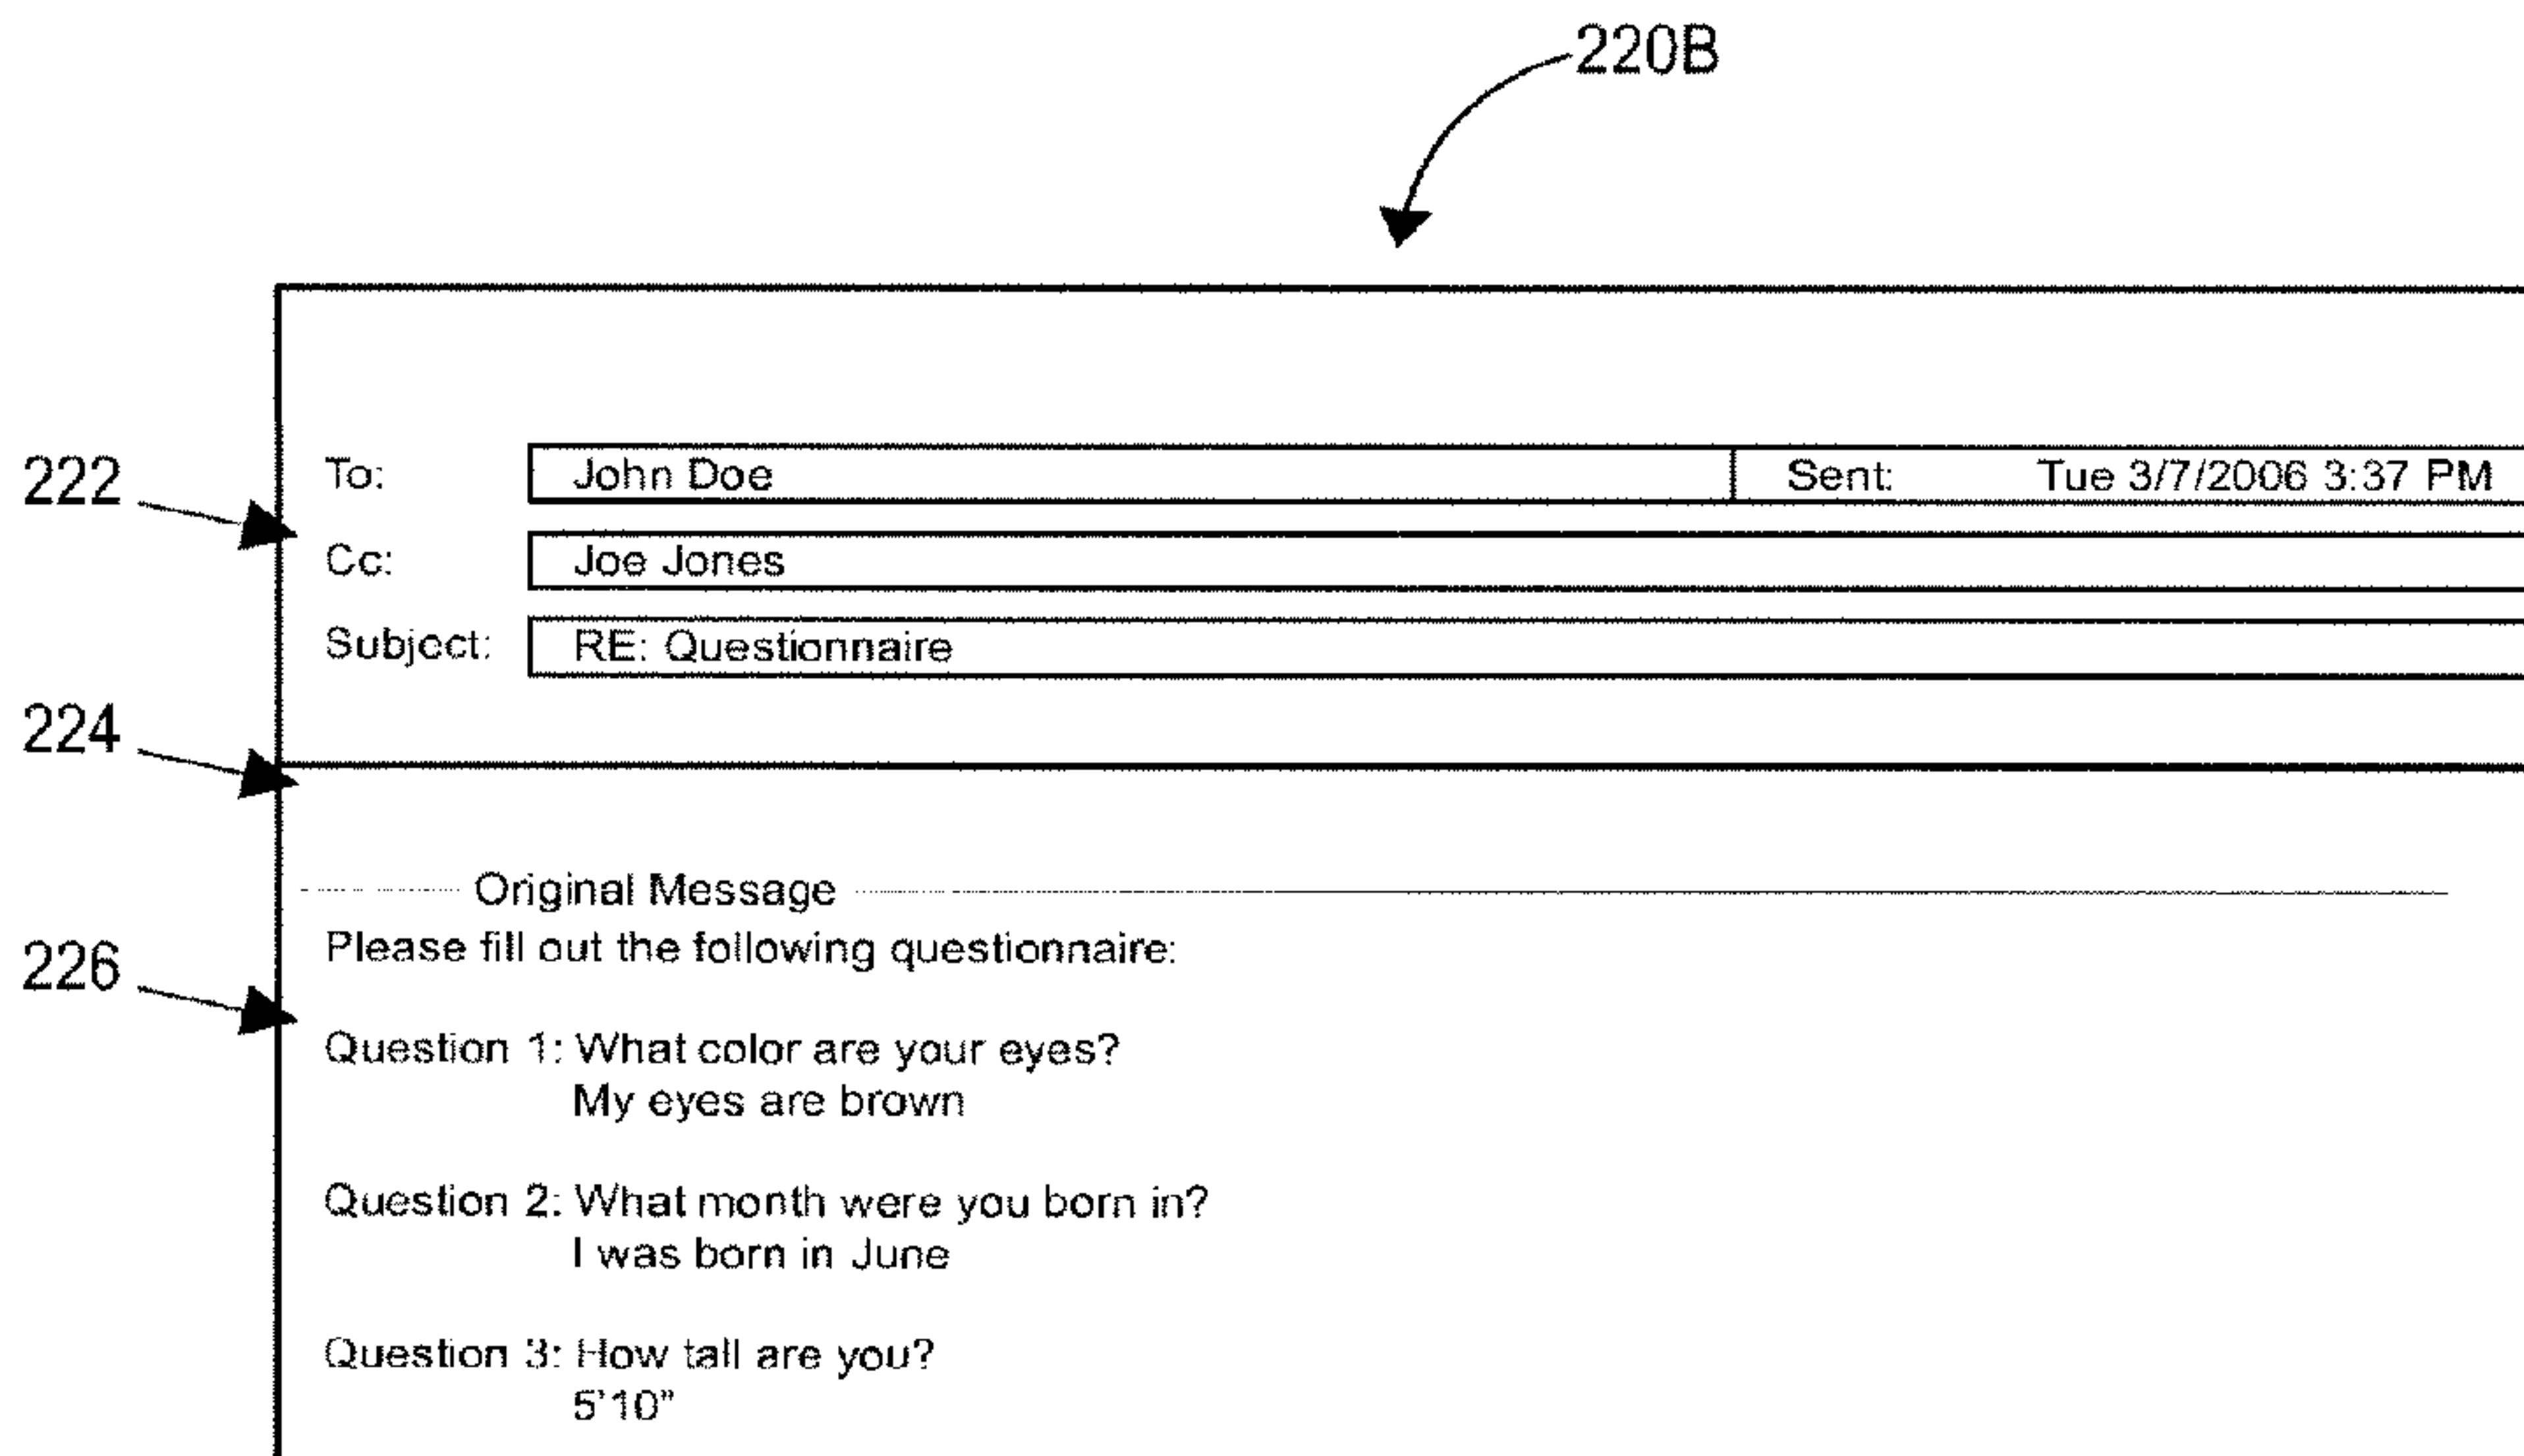 220B
222
To: John Doe Sent: Tue 3/7/2006 3:37 PM
Cc: Joe Jones
Subject: RE: Questionnaire
224
Original Message
Please fill out the following questionnaire:
226
Question 1: What color are your eyes?
My eyes are brown
Question 2: What month were you born in?
I was born in June
Question 3: How tall are you?
5'10"